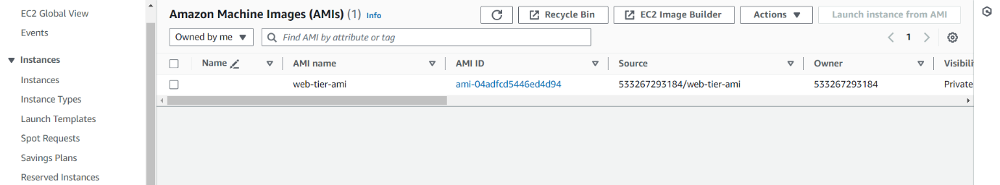 EC2 Global View
Events
Instances
Instances
Instance Types
Launch Templates
Spot Requests
Savings Plans
Reserved Instances
Amazon Machine Images (AMIs) (1) Info
Recycle Bin
EC2 Image Builder
Actions
Launch instance from AMI
Owned by me
Find AMI by attribute or tag
1
Name AMI name AMI ID Source Owner Visibili
web-tier-ami ami-04adfcd5446ed4d94 533267293184/web-tier-ami 533267293184 Private